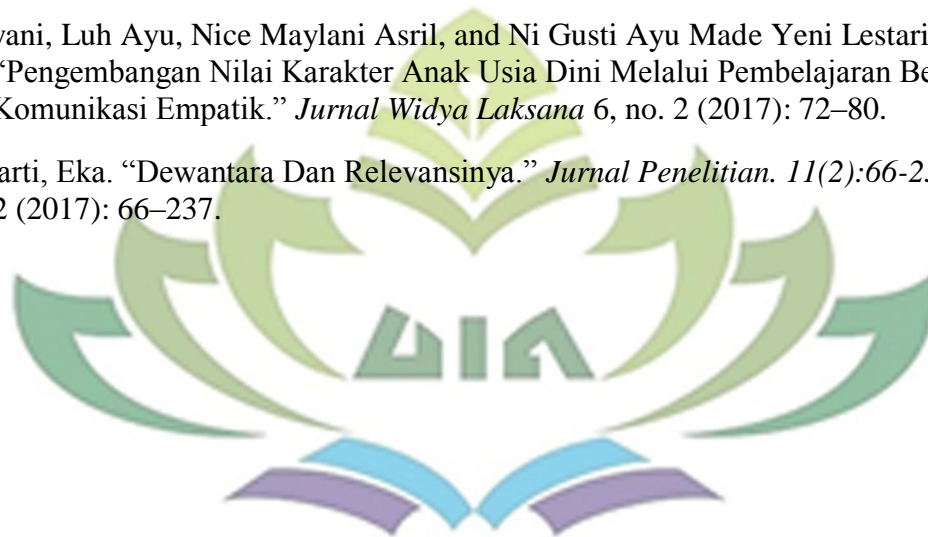 vani, Luh Ayu, Nice Maylani Asril, and Ni Gusti Ayu Made Yeni Lestari
“Pengembangan Nilai Karakter Anak Usia Dini Melalui Pembelajaran Be
Komunikasi Empatik.” Jurnal Widya Laksana 6, no. 2 (2017): 72–80.
arti, Eka. “Dewantara Dan Relevansinya.” Jurnal Penelitian. 11(2):66-2
2 (2017): 66–237.
UIN